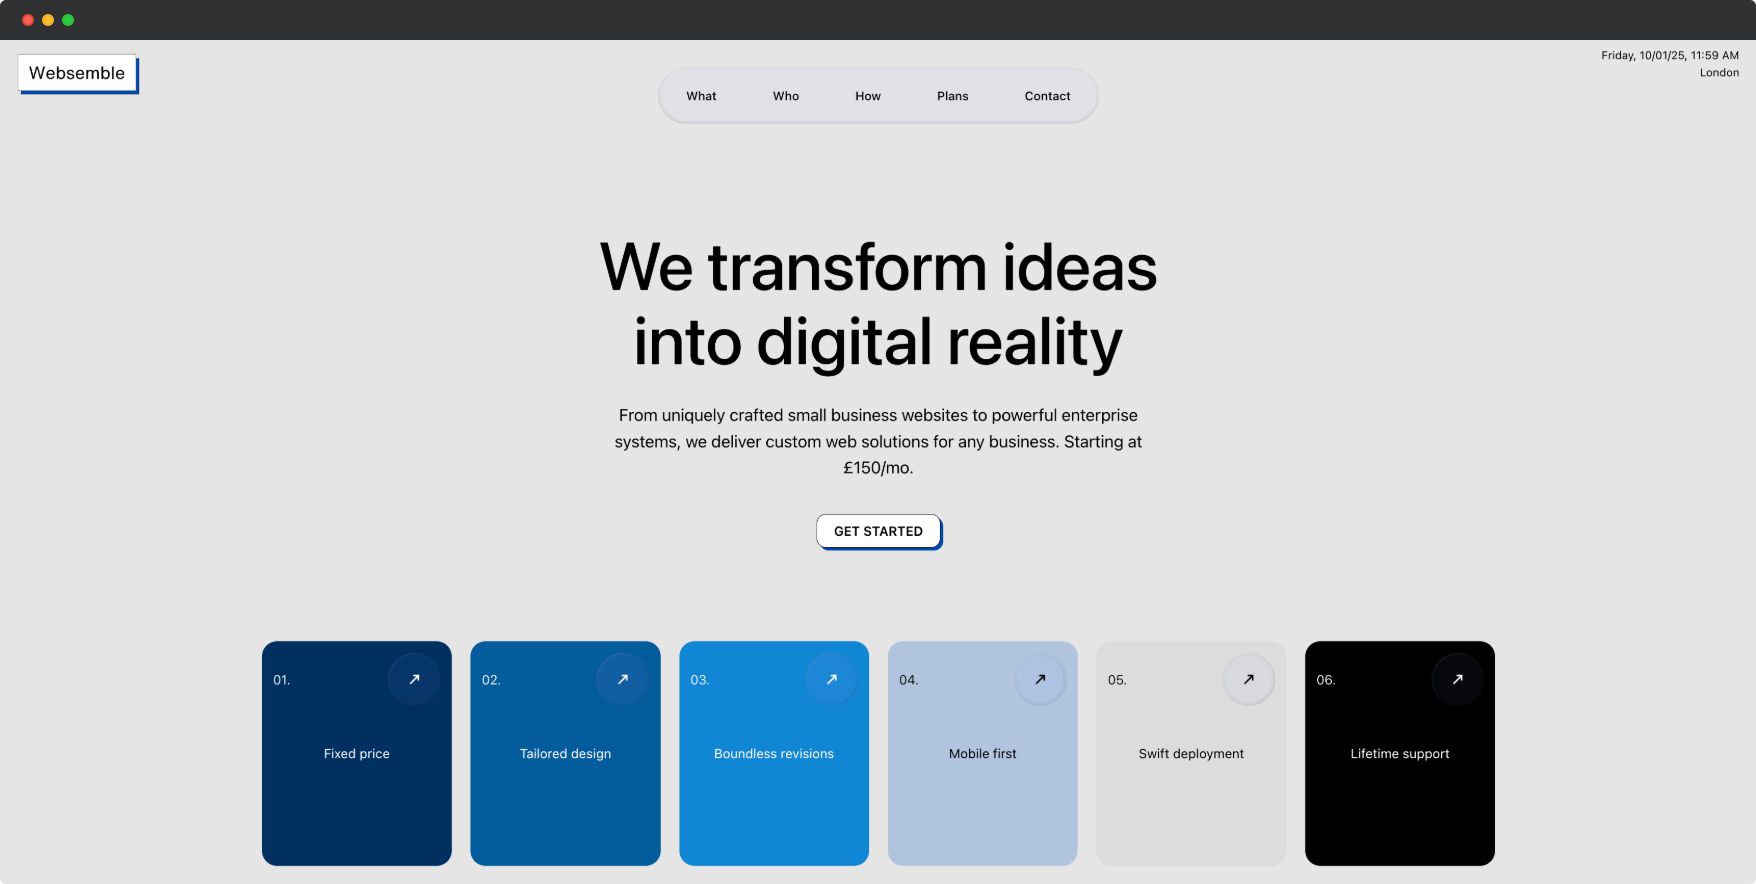 Websemble
Friday, 10/01/25, 11:59 AM
London
What
Who
How
Plans
Contact
We transform ideas
into digital reality
From uniquely crafted small business websites to powerful enterprise
systems, we deliver custom web solutions for any business. Starting at
£150/mo.
GET STARTED
01.
Fixed price
02.
Tailored design
03.
Boundless revisions
04.
Mobile first
05.
Swift deployment
06.
Lifetime support